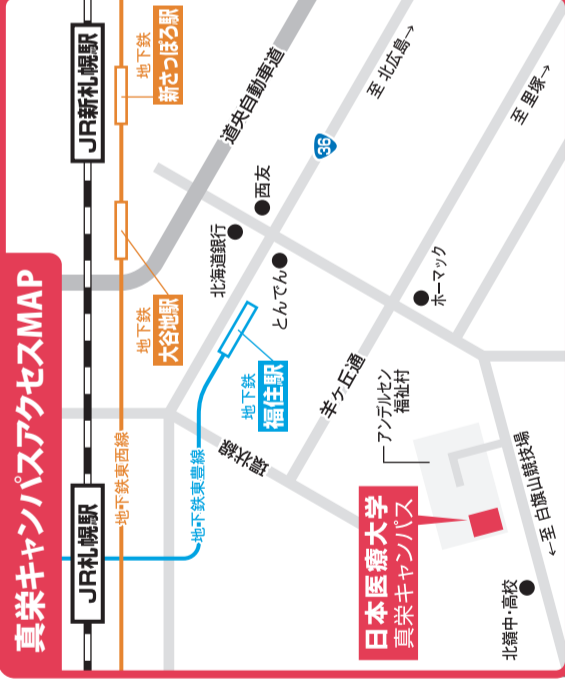 真栄キャンパスアクセスMAP
JR札幌駅
JR新札幌駅
地下鉄東西線
地下鉄
大谷地駅
地下鉄
新さっぽろ駅
地下鉄東豊線
地下鉄
福住駅
道央自動車道
北海道銀行
西友
とんでん
36
至 北広島→
環状線
羊ヶ丘通
ホーマック
至 里塚→
アンデルセン
福祉村
日本医療大学
真栄キャンパス
北嶺中・高校
←至 白旗山競技場